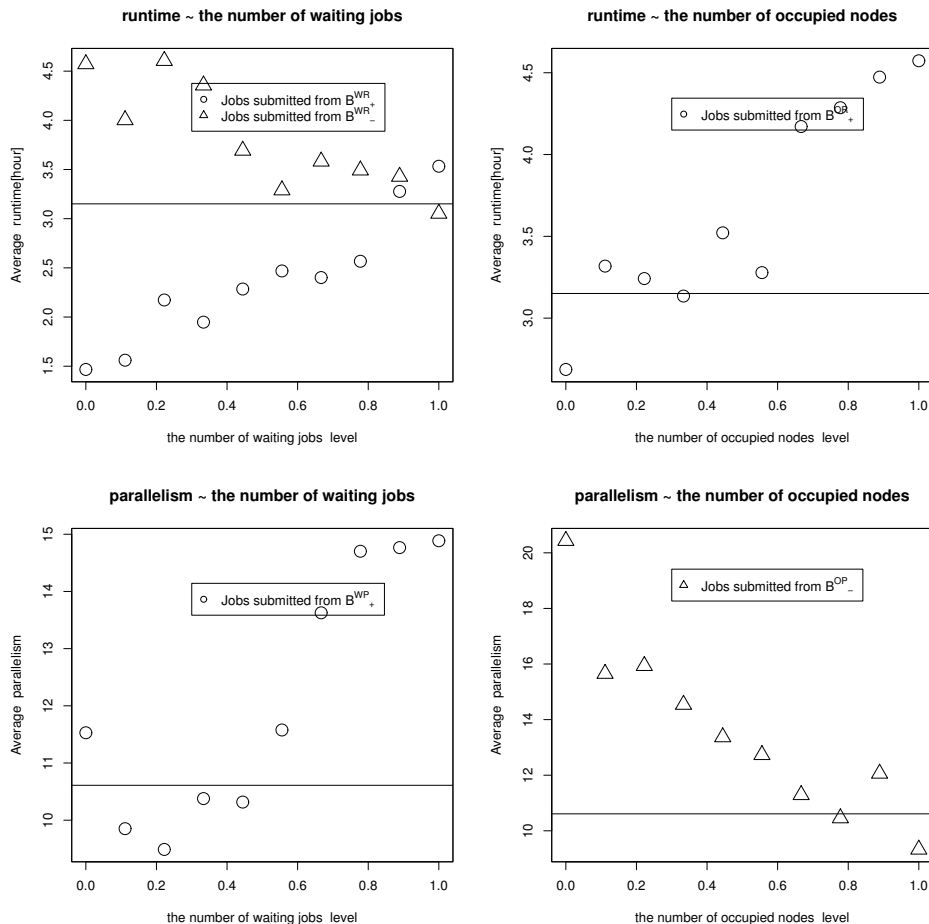 runtime ~ the number of waiting jobs
Average runtime[hour]
4.5
4.0
3.5
3.0
2.5
2.0
1.5
Jobs submitted from B^WR_+
Jobs submitted from B^WR_−
0.0 0.2 0.4 0.6 0.8 1.0
the number of waiting jobs level
runtime ~ the number of occupied nodes
Average runtime[hour]
4.5
4.0
3.5
3.0
Jobs submitted from B^OR_+
0.0 0.2 0.4 0.6 0.8 1.0
the number of occupied nodes level
parallelism ~ the number of waiting jobs
Average parallelism
15
14
13
12
11
10
Jobs submitted from B^WP_+
0.0 0.2 0.4 0.6 0.8 1.0
the number of waiting jobs level
parallelism ~ the number of occupied nodes
Average parallelism
20
18
16
14
12
10
Jobs submitted from B^OP_−
0.0 0.2 0.4 0.6 0.8 1.0
the number of occupied nodes level